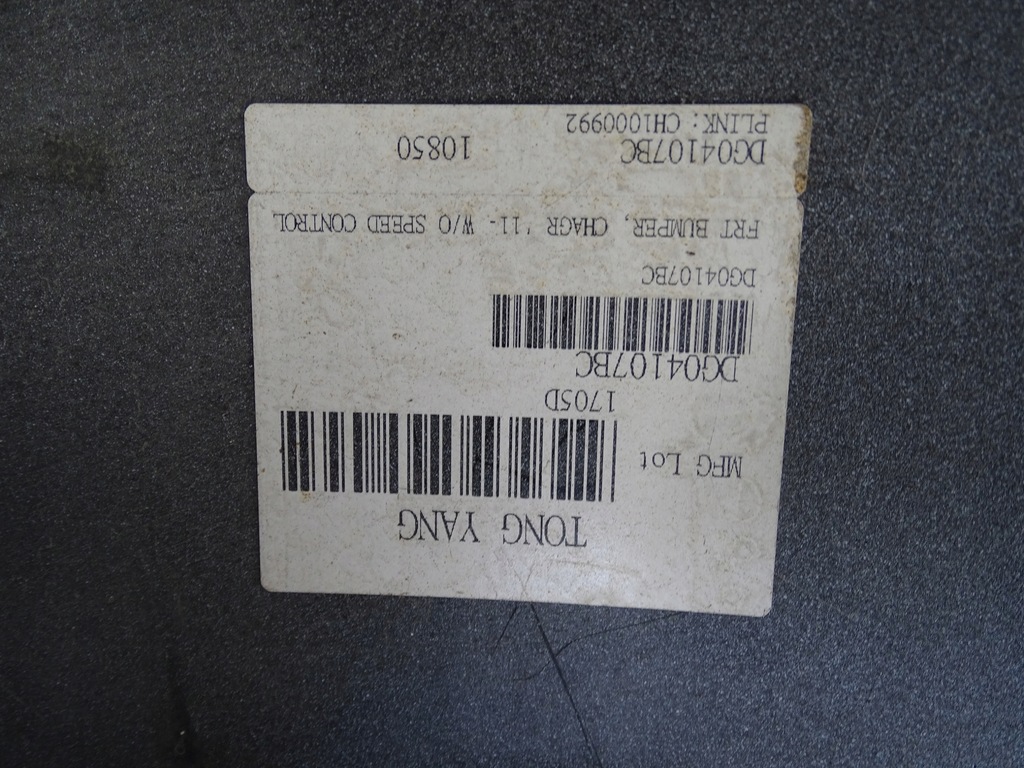 TONG YANG
MFG Lot
1705D
DG04107BC
DG04107BC
FRT BUMPER, CHAGR '11- W/O SPEED CONTROL
DG04107BC 10850
PLINK: CH1000992